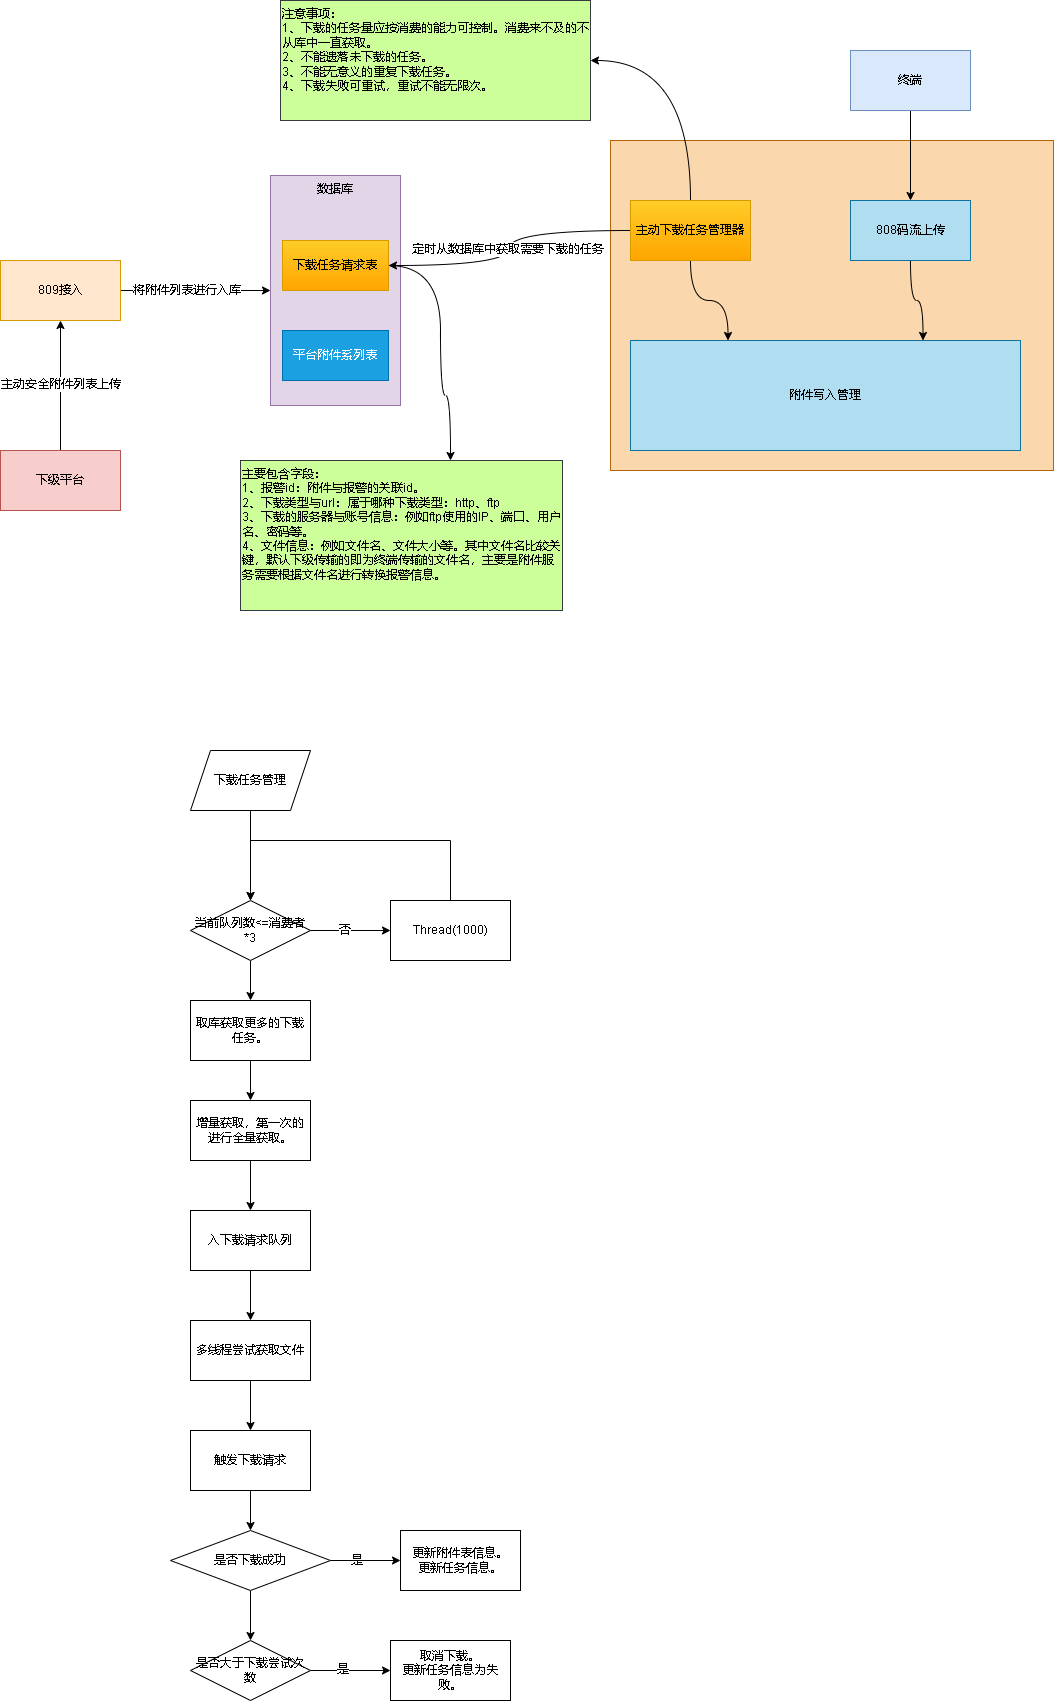 注意事项：
1、下载的任务量应按消费的能力可控制。消费来不及的不
从库中一直获取。
2、不能遗落未下载的任务。
3、不能无意义的重复下载任务。
4、下载失败可重试，重试不能无限次。
终端
数据库
主动下载任务管理器
808码流上传
定时从数据库中获取需要下载的任务
下载任务请求表
809接入
将附件列表进行入库
平台附件系列表
主动安全附件列表上传
附件写入管理
下级平台
主要包含字段：
1、报警id：附件与报警的关联id。
2、下载类型与url：属于哪种下载类型：http、ftp
3、下载的服务器与账号信息：例如ftp使用的IP、端口、用户
名、密码等。
4、文件信息：例如文件名、文件大小等。其中文件名比较关
键，默认下级传输的即为终端传输的文件名，主要是附件服
务需要根据文件名进行转换报警信息。
下载任务管理
当前队列数<=消费者
*3
否
Thread(1000)
取库获取更多的下载
任务。
增量获取，第一次的
进行全量获取。
入下载请求队列
多线程尝试获取文件
触发下载请求
是否下载成功
是
更新附件表信息。
更新任务信息。
是否大于下载尝试次
数
是
取消下载。
更新任务信息为失
败。